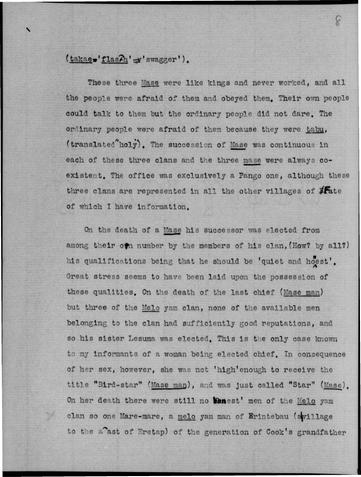 8
(takae='flash'='swagger').
These three Mase were like kings and never worked, and all
the people were afraid of them and obeyed them. Their own people
could talk to them but the ordinary people did not dare. The
ordinary people were afraid of them because they were tabu.
(translated 'holy'). The succession of Mase was continuous in
each of these three clans and the three mase were always co-
existent. The office was exclusively a Pango one, although these
three clans are represented in all the other villages of Efate
of which I have information.
On the death of a Mase his successor was elected from
among their own number by the members of his clan.(How? by all?)
his qualifications being that he should be 'quiet and honest'.
Great stress seems to have been laid upon the possession of
these qualities. On the death of the last chief (Mase man)
but three of the Melo yam clan, none of the available men
belonging to the clan had sufficiently good reputations, and
so his sister Lesuma was elected. This is the only case known
to my informants of a woman being elected chief. In consequence
of her sex, however, she was not 'high'enough to receive the
title "Bird-star" (Mase man), and was just called "Star" (Mase).
On her death there were still no 'honest' men of the Melo yam
clan so one Mare-mare, a melo yam man of Erintebau (a village
to the East of Eretap) of the generation of Cook's grandfather